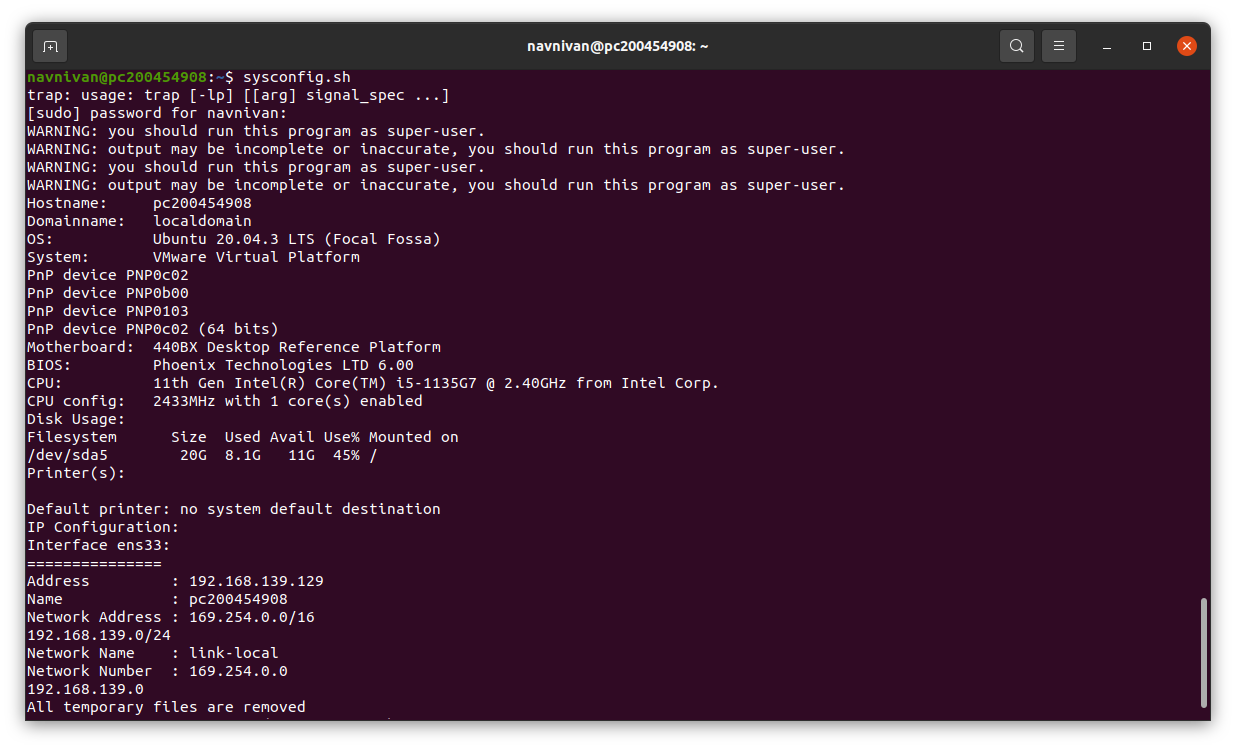 navnivan@pc200454908: ~
navnivan@pc200454908:~$ sysconfig.sh
trap: usage: trap [-lp] [[arg] signal_spec ...]
[sudo] password for navnivan:
WARNING: you should run this program as super-user.
WARNING: output may be incomplete or inaccurate, you should run this program as super-user.
WARNING: you should run this program as super-user.
WARNING: output may be incomplete or inaccurate, you should run this program as super-user.
Hostname:     pc200454908
Domainname:   localdomain
OS:           Ubuntu 20.04.3 LTS (Focal Fossa)
System:       VMware Virtual Platform
PnP device PNP0c02
PnP device PNP0b00
PnP device PNP0103
PnP device PNP0c02 (64 bits)
Motherboard:  440BX Desktop Reference Platform
BIOS:         Phoenix Technologies LTD 6.00
CPU:          11th Gen Intel(R) Core(TM) i5-1135G7 @ 2.40GHz from Intel Corp.
CPU config:   2433MHz with 1 core(s) enabled
Disk Usage:
Filesystem      Size  Used Avail Use% Mounted on
/dev/sda5        20G  8.1G   11G  45% /
Printer(s):
Default printer: no system default destination
IP Configuration:
Interface ens33:
===============
Address         : 192.168.139.129
Name            : pc200454908
Network Address : 169.254.0.0/16
192.168.139.0/24
Network Name    : link-local
Network Number  : 169.254.0.0
192.168.139.0
All temporary files are removed